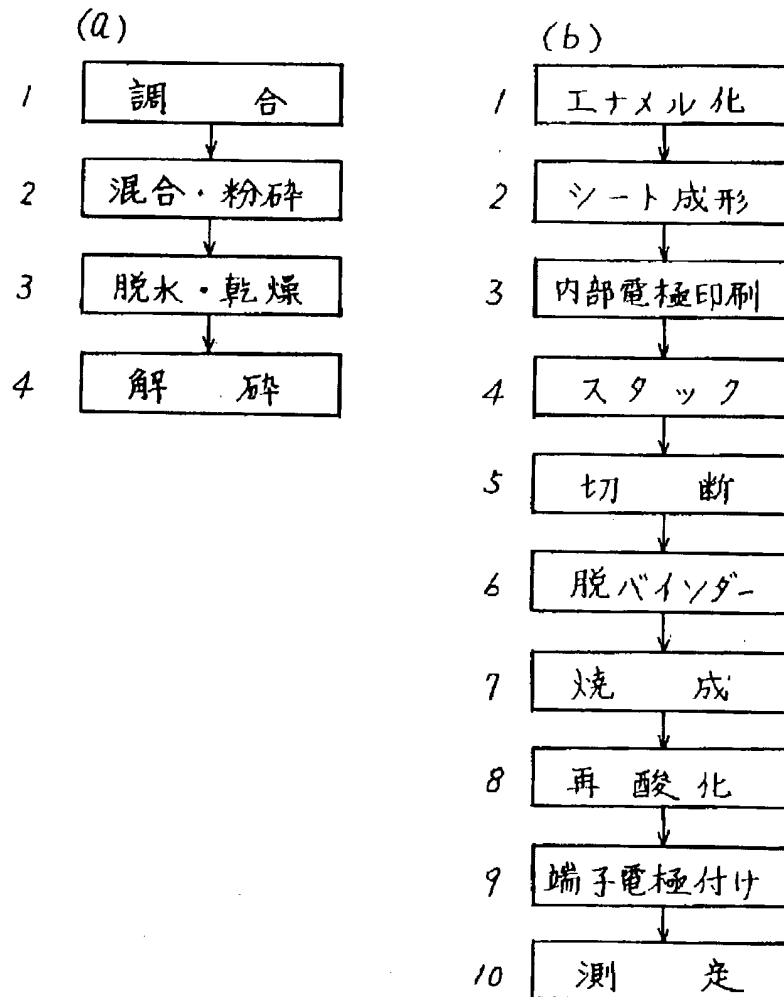 (a)
1 調合
2 混合・粉砕
3 脱水・乾燥
4 解砕
(b)
1 エナメル化
2 シート成形
3 内部電極印刷
4 スタック
5 切断
6 脱バインダー
7 焼成
8 再酸化
9 端子電極付け
10 測定